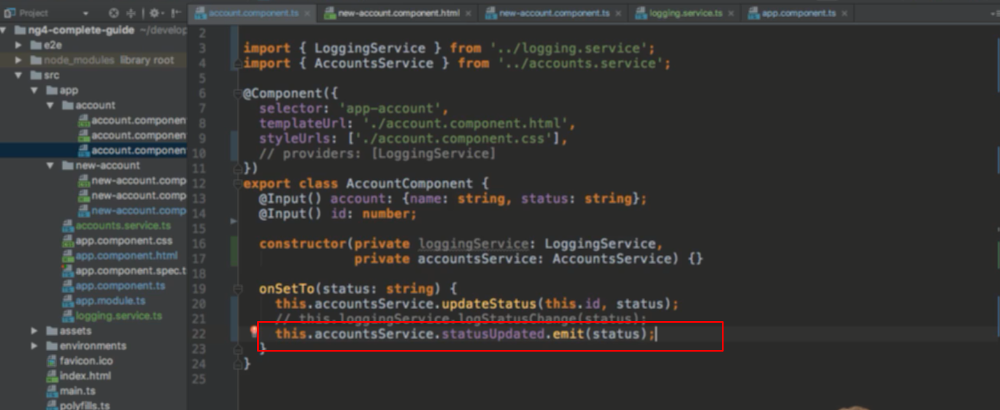 Project
account.component.ts
new-account.component.html
new-account.component.ts
logging.service.ts
app.component.ts
ng4-complete-guide ~/develop
e2e
node_modules library root
src
app
account
account.componen
account.componen
account.componen
new-account
new-account.comp
new-account.comp
new-account.comp
accounts.service.ts
app.component.css
app.component.html
app.component.spec.t
app.component.ts
app.module.ts
logging.service.ts
assets
environments
favicon.ico
index.html
main.ts
polyfills.ts
2
3 import { LoggingService } from '../logging.service';
4 import { AccountsService } from '../accounts.service';
5
6 @Component({
7 selector: 'app-account',
8 templateUrl: './account.component.html',
9 styleUrls: ['./account.component.css'],
10 // providers: [LoggingService]
11 })
12 export class AccountComponent {
13 @Input() account: {name: string, status: string};
14 @Input() id: number;
15
16 constructor(private loggingService: LoggingService,
17 private accountsService: AccountsService) {}
18
19 onSetTo(status: string) {
20 this.accountsService.updateStatus(this.id, status);
21 // this.loggingService.logStatusChange(status);
22 this.accountsService.statusUpdated.emit(status);
23 }
24 }
25